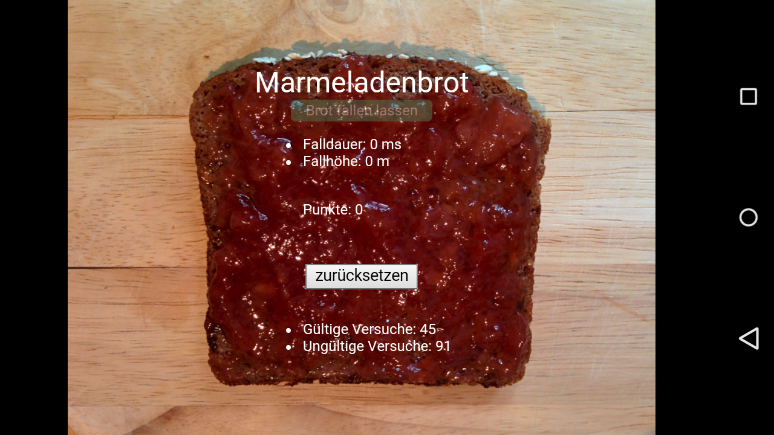 Marmeladenbrot
Brot fallen lassen
Falldauer: 0 ms
Fallhöhe: 0 m
Punkte: 0
zurücksetzen
Gültige Versuche: 45
Ungültige Versuche: 91